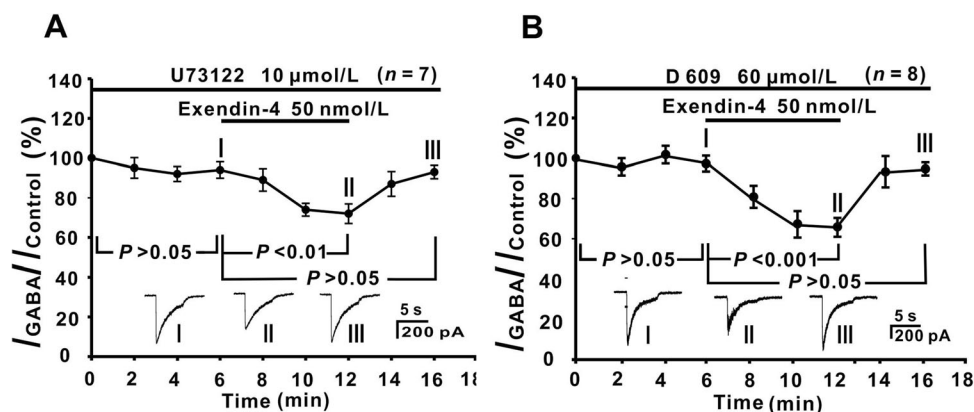 A
U73122 10 μmol/L (n = 7)
Exendin-4 50 nmol/L
I
II
III
P >0.05
P <0.01
P >0.05
I
II
III
5 s
200 pA
IGABA/IControl (%)
140
120
100
80
60
40
20
0
0 2 4 6 8 10 12 14 16 18
Time (min)
B
D 609 60 μmol/L (n = 8)
Exendin-4 50 nmol/L
I
II
III
P >0.05
P <0.001
P >0.05
I
II
III
5 s
200 pA
IGABA/IControl (%)
140
120
100
80
60
40
20
0
0 2 4 6 8 10 12 14 16 18
Time (min)